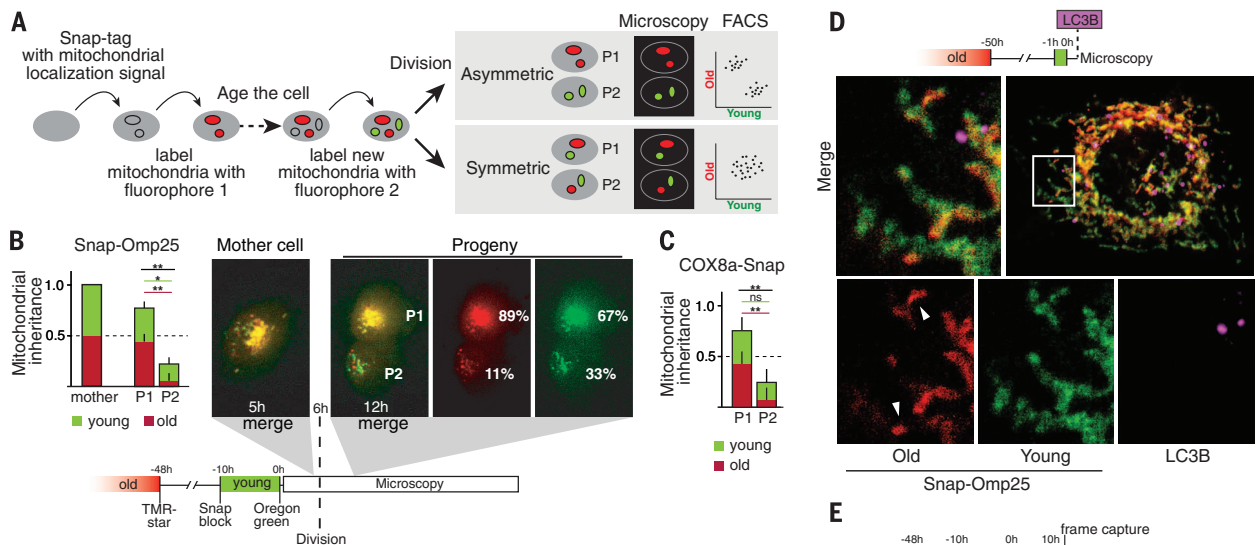 A
Snap-tag
with mitochondrial
localization signal
Age the cell
label
mitochondria with
fluorophore 1
label new
mitochondria with
fluorophore 2
Division
Microscopy
FACS
Asymmetric
P1
P2
Old
Young
Symmetric
P1
P2
Old
Young
B
Snap-Omp25
Mitochondrial
inheritance
1.0
0.5
**
*
**
mother
P1
P2
young
old
Mother cell
Progeny
5h
merge
6h
P1
P2
12h
merge
89%
11%
67%
33%
old
-48h
-10h
young
0h
Microscopy
TMR-
star
Snap
block
Oregon
green
Division
C
COX8a-Snap
Mitochondrial
inheritance
1.0
0.5
**
ns
**
P1
P2
young
old
D
LC3B
old
-50h
-1h 0h
Microscopy
Merge
Old
Young
LC3B
Snap-Omp25
E
frame capture
-48h
-10h
0h
10h